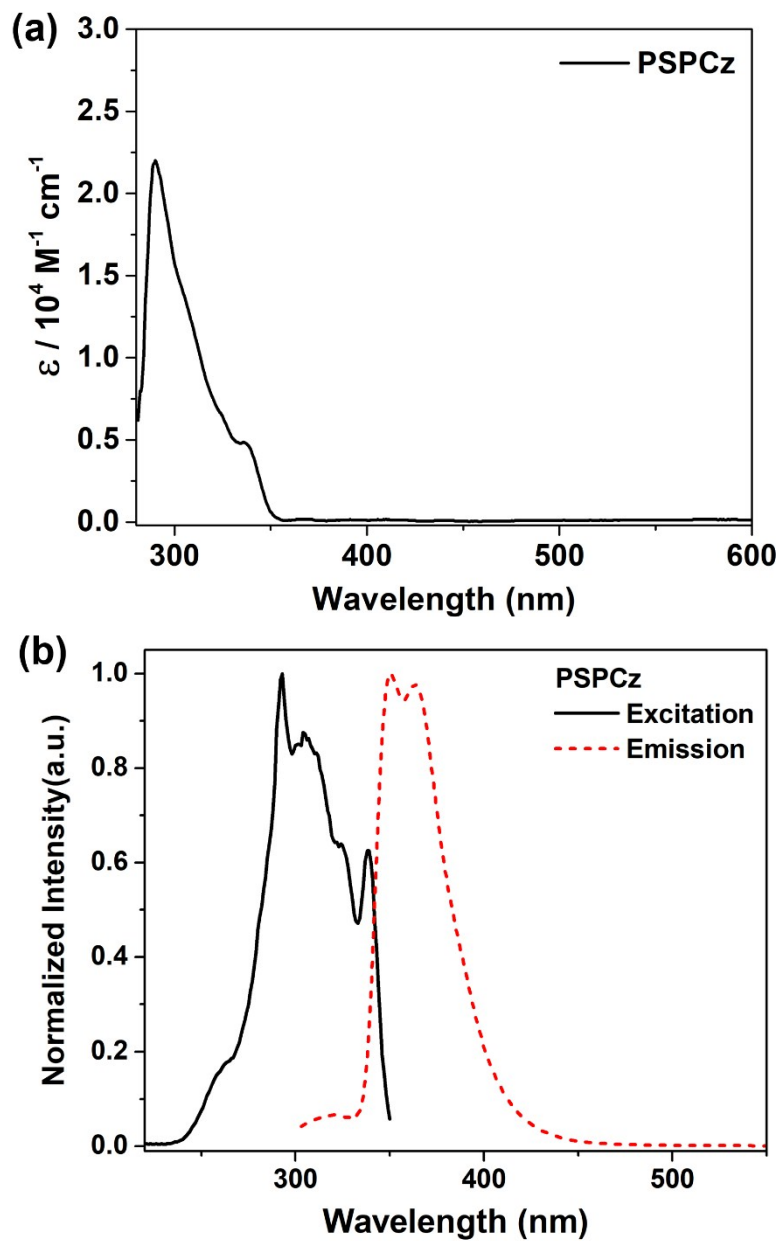 (a)
3.0
PSPCz
2.5
2.0
1.5
1.0
0.5
0.0
ε / 10⁴ M⁻¹ cm⁻¹
300 400 500 600
Wavelength (nm)
(b)
1.0
PSPCz
Excitation
Emission
0.8
0.6
0.4
0.2
0.0
Normalized Intensity(a.u.)
300 400 500
Wavelength (nm)